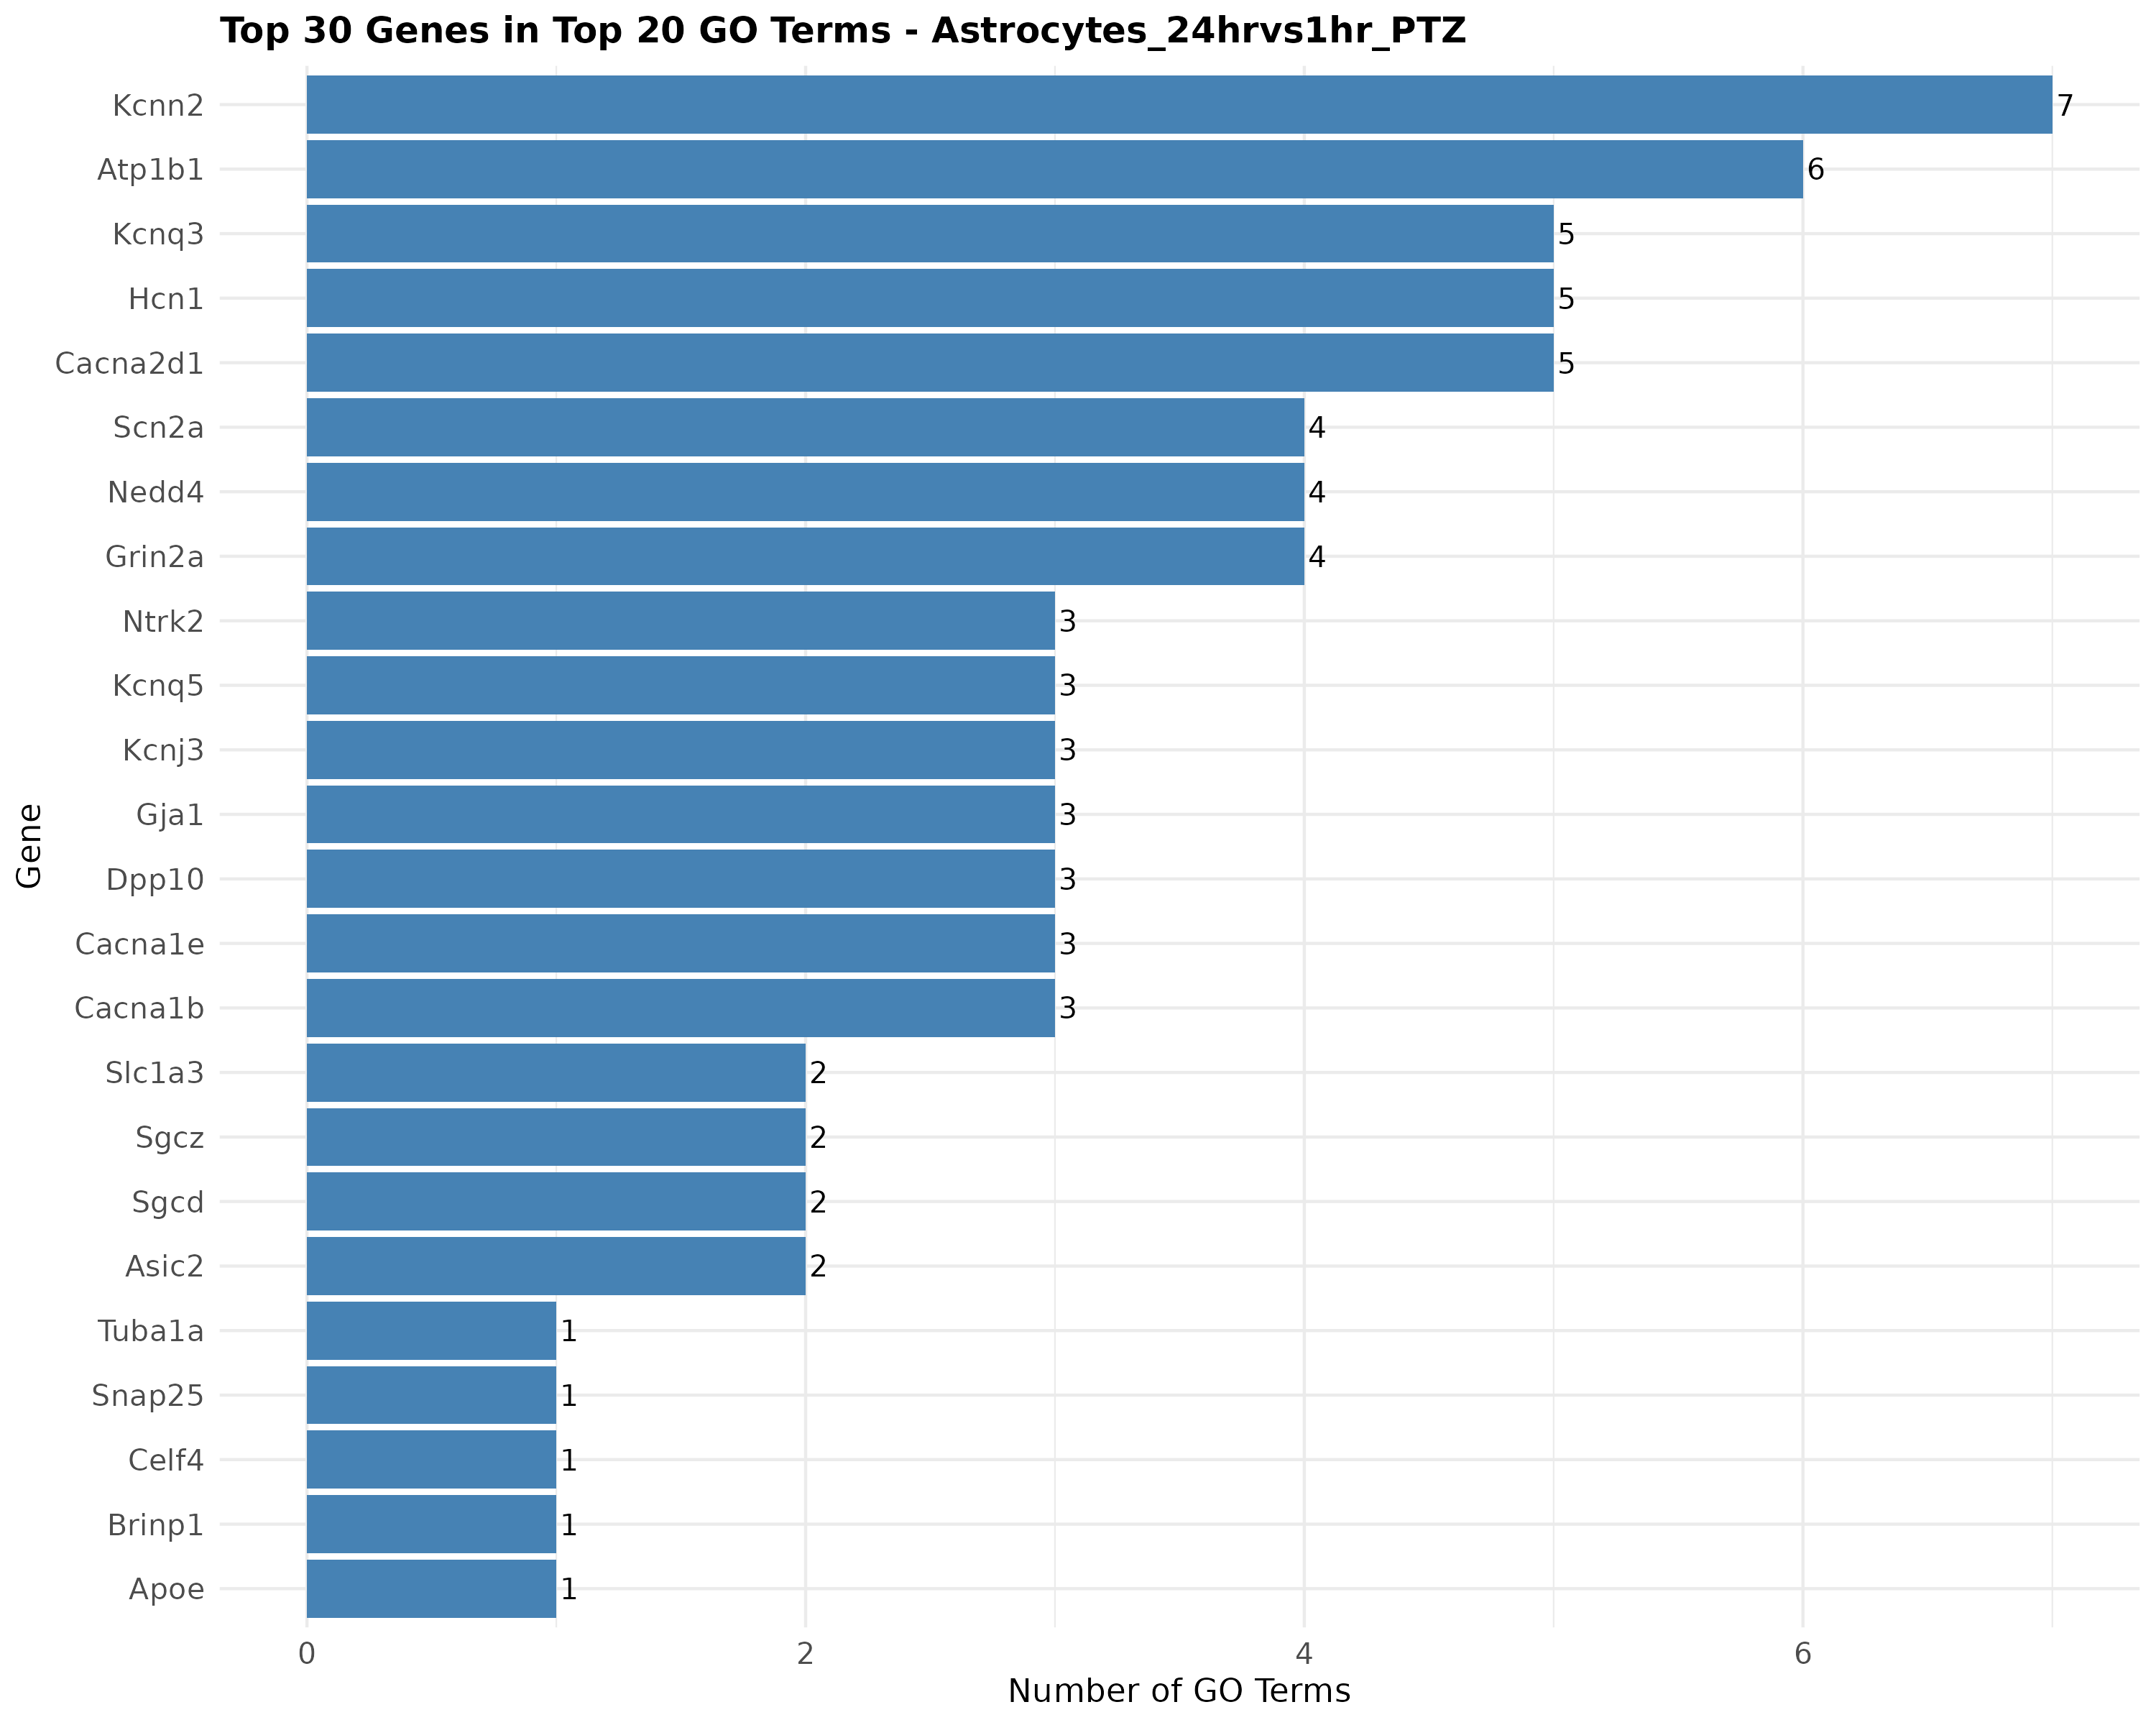 Top 30 Genes in Top 20 GO Terms - Astrocytes_24hrvs1hr_PTZ
Kcnn2 7
Atp1b1 6
Kcnq3 5
Hcn1 5
Cacna2d1 5
Scn2a 4
Nedd4 4
Grin2a 4
Ntrk2 3
Kcnq5 3
Kcnj3 3
Gja1 3
Dpp10 3
Cacna1e 3
Cacna1b 3
Slc1a3 2
Sgcz 2
Sgcd 2
Asic2 2
Tuba1a 1
Snap25 1
Celf4 1
Brinp1 1
Apoe 1
Gene
0 2 4 6
Number of GO Terms